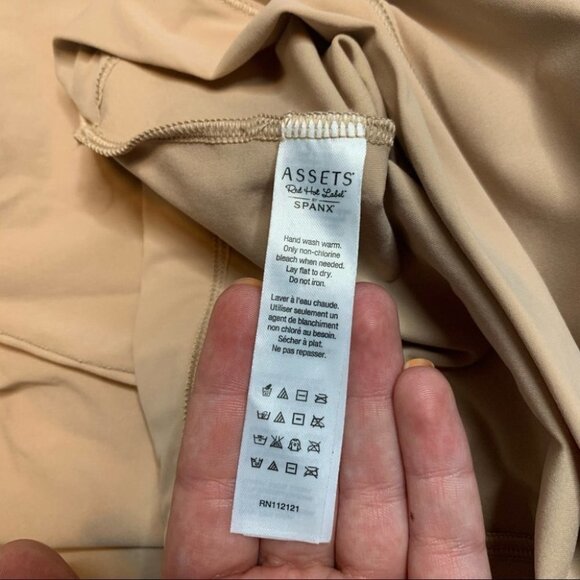 ASSETS®
Red Hot Label™
BY
SPANX®
Hand wash warm.
Only non-chlorine
bleach when needed.
Lay flat to dry.
Do not iron.
Laver à l'eau chaude.
Utiliser seulement un
agent de blanchiment
non chloré au besoin.
Sécher à plat.
Ne pas repasser.
RN112121